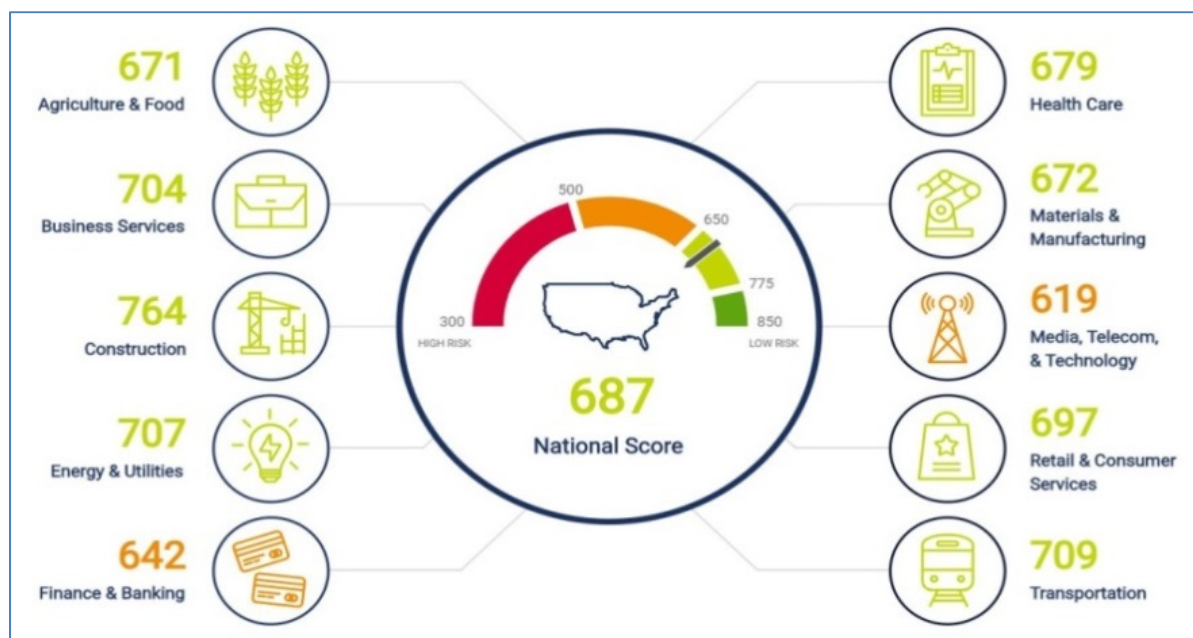 671
Agriculture & Food
704
Business Services
764
Construction
707
Energy & Utilities
642
Finance & Banking
500
650
775
300
850
HIGH RISK
LOW RISK
687
National Score
679
Health Care
672
Materials &
Manufacturing
619
Media, Telecom,
& Technology
697
Retail & Consumer
Services
709
Transportation